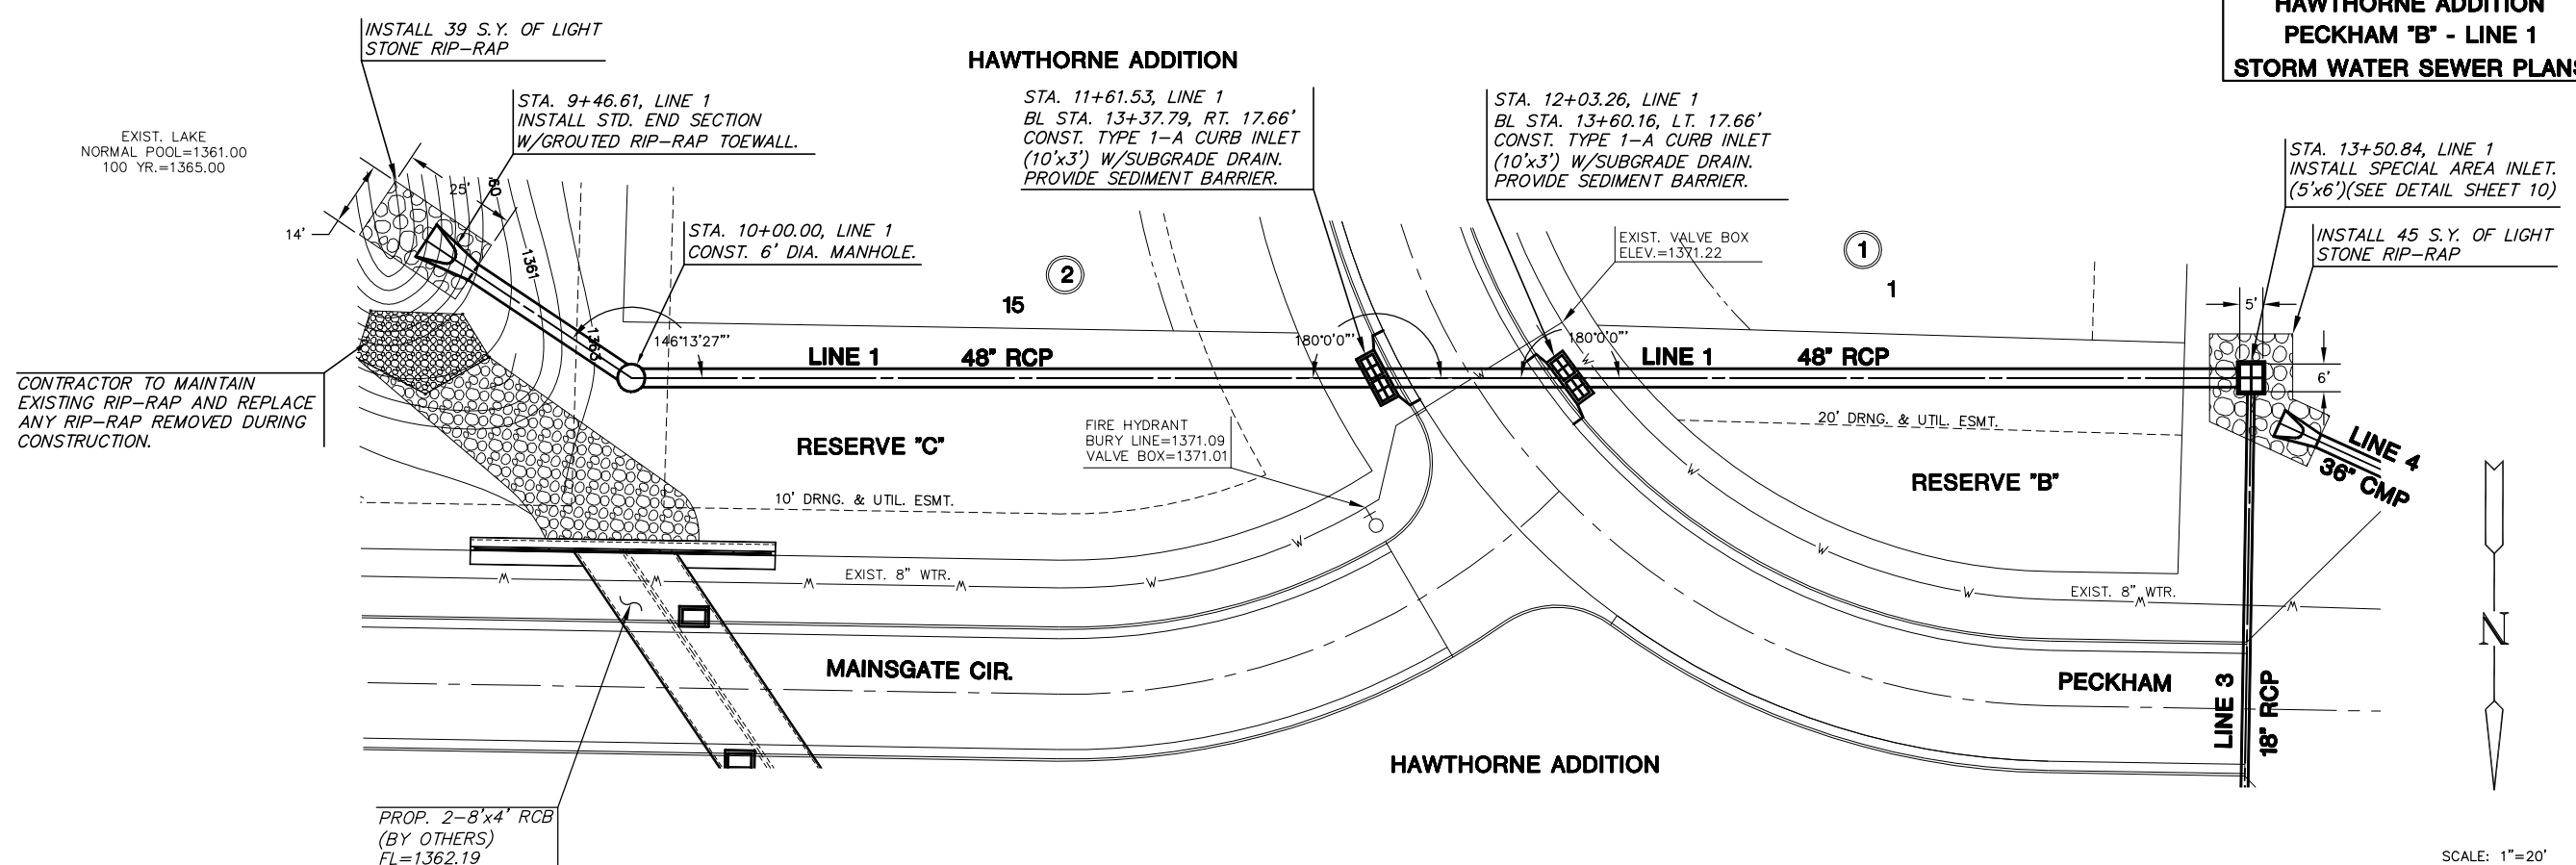 HAWTHORNE ADDITION
PECKHAM "B" - LINE 1
STORM WATER SEWER PLANS
INSTALL 39 S.Y. OF LIGHT
STONE RIP-RAP
HAWTHORNE ADDITION
STA. 9+46.61, LINE 1
INSTALL STD. END SECTION
W/GROUTED RIP-RAP TOEWALL.
STA. 11+61.53, LINE 1
BL STA. 13+37.79, RT. 17.66'
CONST. TYPE 1-A CURB INLET
(10'x3') W/SUBGRADE DRAIN.
PROVIDE SEDIMENT BARRIER.
STA. 12+03.26, LINE 1
BL STA. 13+60.16, LT. 17.66'
CONST. TYPE 1-A CURB INLET
(10'x3') W/SUBGRADE DRAIN.
PROVIDE SEDIMENT BARRIER.
EXIST. LAKE
NORMAL POOL=1361.00
100 YR.=1365.00
STA. 13+50.84, LINE 1
INSTALL SPECIAL AREA INLET.
(5'x6')(SEE DETAIL SHEET 10)
25'
60
14'
1361
STA. 10+00.00, LINE 1
CONST. 6' DIA. MANHOLE.
EXIST. VALVE BOX
ELEV.=1371.22
INSTALL 45 S.Y. OF LIGHT
STONE RIP-RAP
2
15
1
1
5'
6'
1363
146°13'27"'
180°0'0"'
180°0'0"'
LINE 1 48" RCP
LINE 1 48" RCP
CONTRACTOR TO MAINTAIN
EXISTING RIP-RAP AND REPLACE
ANY RIP-RAP REMOVED DURING
CONSTRUCTION.
FIRE HYDRANT
BURY LINE=1371.09
VALVE BOX=1371.01
20' DRNG. & UTIL. ESMT.
RESERVE "C"
RESERVE "B"
LINE 4
36" CMP
10' DRNG. & UTIL. ESMT.
W
W
W
W
W
W
W
W
W
W
W
W
W
W
EXIST. 8" WTR.
EXIST. 8" WTR.
N
MAINSGATE CIR.
PECKHAM
LINE 3
18" RCP
HAWTHORNE ADDITION
PROP. 2-8'x4' RCB
(BY OTHERS)
FL=1362.19
SCALE: 1"=20'